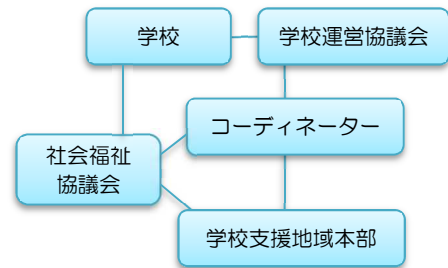 学校
学校運営協議会
コーディネーター
社会福祉
協議会
学校支援地域本部